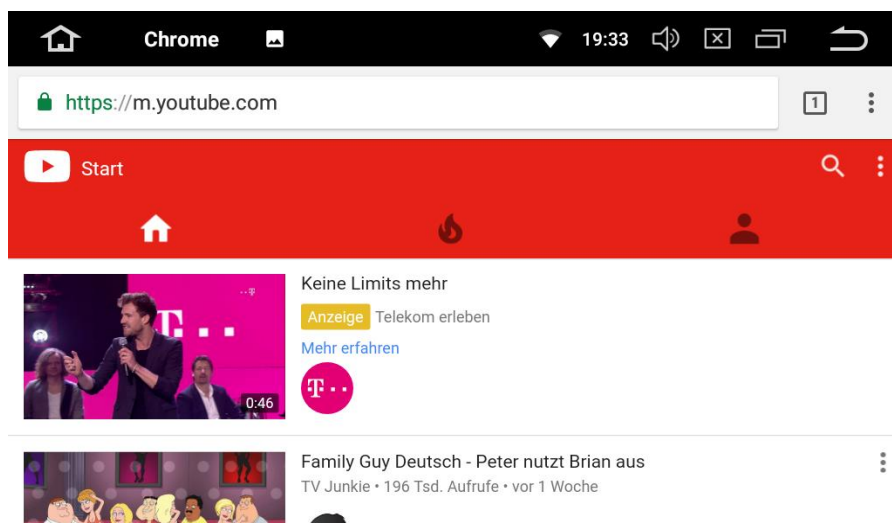 Chrome
19:33
https://m.youtube.com
1
Start
Keine Limits mehr
Anzeige Telekom erleben
Mehr erfahren
T
T
0:46
Family Guy Deutsch - Peter nutzt Brian aus
TV Junkie • 196 Tsd. Aufrufe • vor 1 Woche